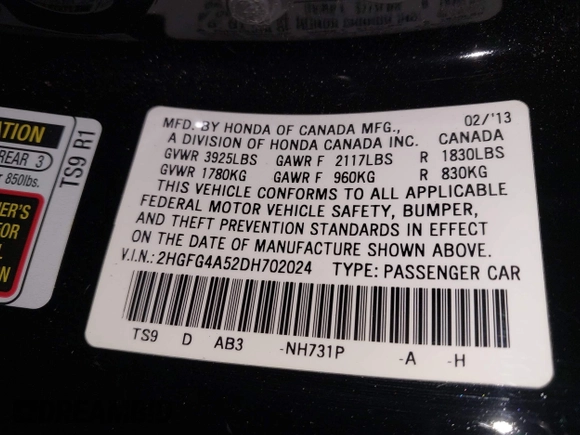 ATION
REAR 3
r 850lbs.
TS9 R1
ER'S
TOR
ON
MFD. BY HONDA OF CANADA MFG., 02/'13
A DIVISION OF HONDA CANADA INC. CANADA
GVWR 3925LBS GAWR F 2117LBS R 1830LBS
GVWR 1780KG GAWR F 960KG R 830KG
THIS VEHICLE CONFORMS TO ALL APPLICABLE
FEDERAL MOTOR VEHICLE SAFETY, BUMPER,
AND THEFT PREVENTION STANDARDS IN EFFECT
ON THE DATE OF MANUFACTURE SHOWN ABOVE.
V.I.N.: 2HGFG4A52DH702024 TYPE: PASSENGER CAR
TS9 D AB3 -NH731P -A -H